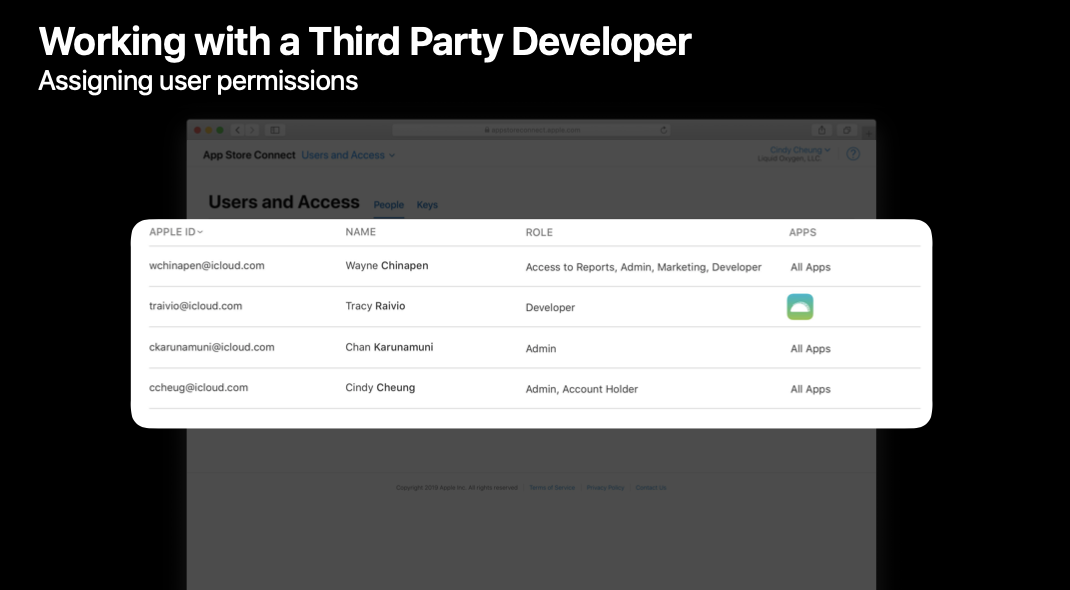 Working with a Third Party Developer
Assigning user permissions
appstoreconnect.apple.com
App Store Connect Users and Access
Cindy Cheung
Liquid Oxygen, LLC.
?
Users and Access People Keys
APPLE ID NAME ROLE APPS
wchinapen@icloud.com Wayne Chinapen Access to Reports, Admin, Marketing, Developer All Apps
traivio@icloud.com Tracy Raivio Developer
ckarunamuni@icloud.com Chan Karunamuni Admin All Apps
ccheug@icloud.com Cindy Cheung Admin, Account Holder All Apps
Copyright 2019 Apple Inc. All rights reserved. Terms of Service Privacy Policy Contact Us